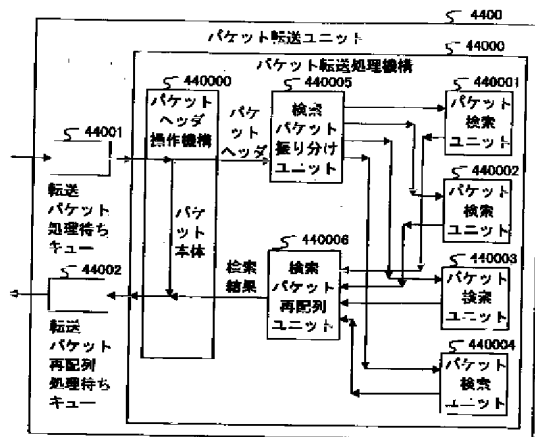 4400
パケット転送ユニット
44000
パケット転送処理機構
440000
パケット
ヘッダ
操作機構
パケット
ヘッダ
440005
検索
パケット
振り分け
ユニット
440001
パケット
検索
ユニット
44001
転送
パケット
処理待ち
キュー
パケット
本体
440002
パケット
検索
ユニット
440006
検索
パケット
再配列
ユニット
検索
結果
440003
パケット
検索
ユニット
44002
転送
パケット
再配列
処理待ち
キュー
440004
パケット
検索
ユニット